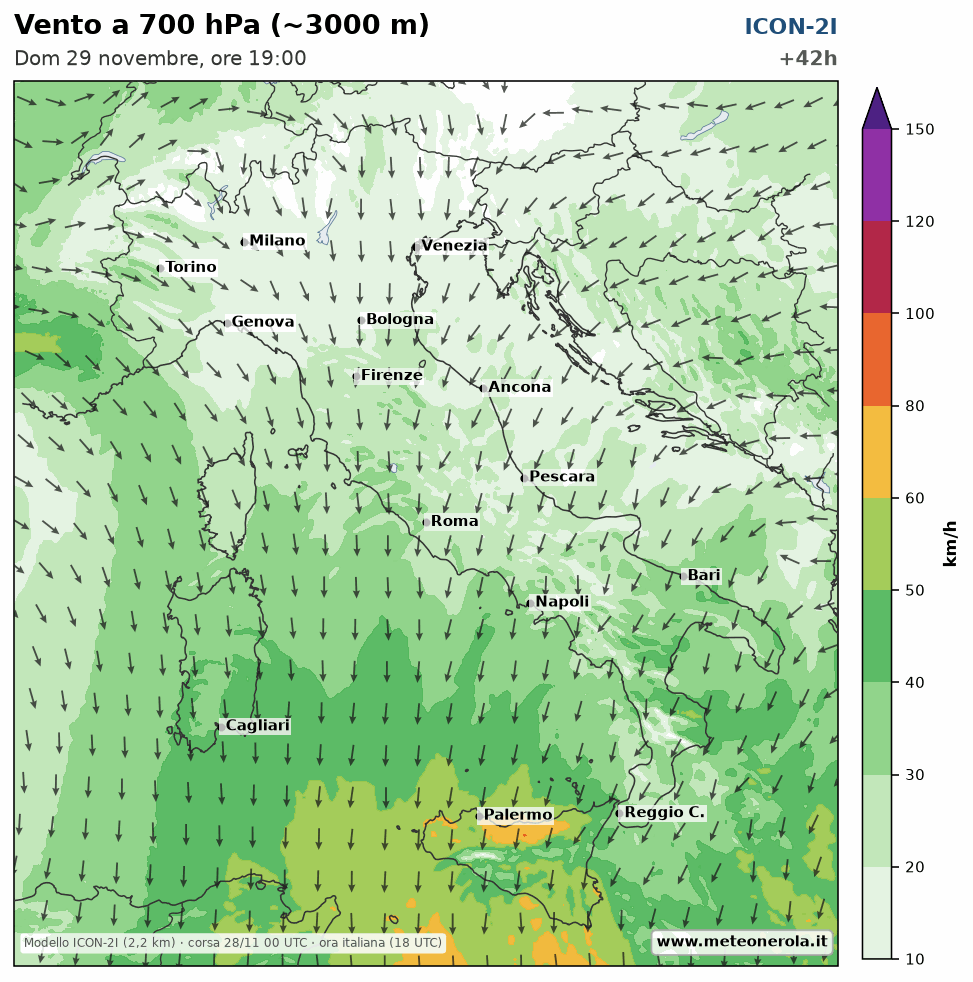 Vento a 700 hPa (~3000 m)
ICON-2I
Dom 29 novembre, ore 19:00
+42h
150
120
100
80
60
50
40
30
20
10
km/h
Milano
Venezia
Torino
Genova
Bologna
Firenze
Ancona
Pescara
Roma
Bari
Napoli
Cagliari
Palermo
Reggio C.
Modello ICON-2I (2,2 km) · corsa 28/11 00 UTC · ora italiana (18 UTC)
www.meteonerola.it